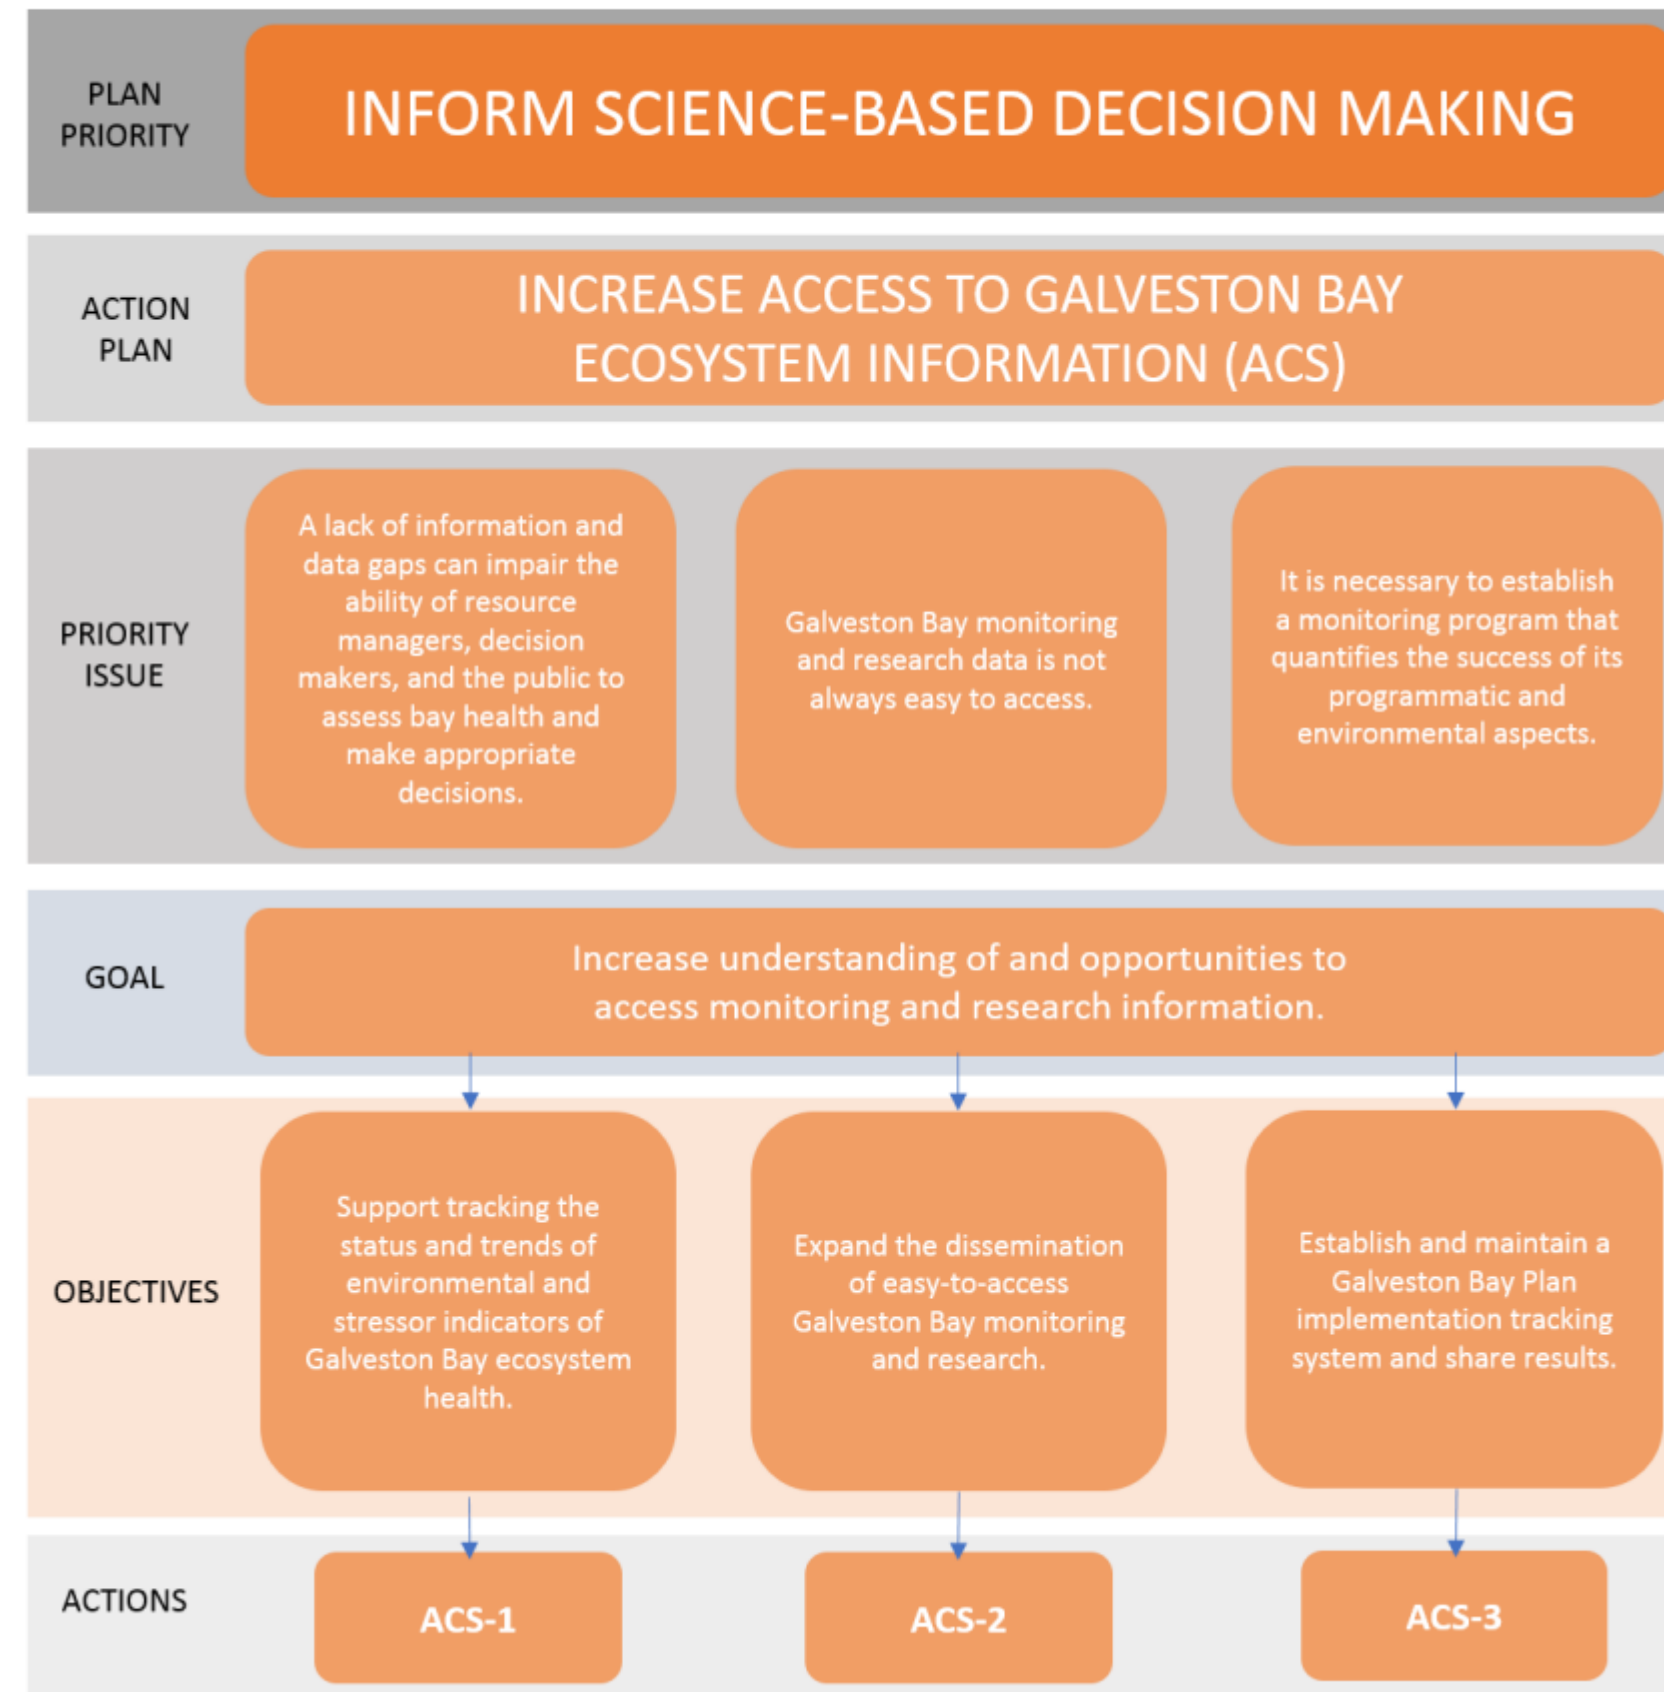 PLAN
PRIORITY
INFORM SCIENCE-BASED DECISION MAKING
ACTION
PLAN
INCREASE ACCESS TO GALVESTON BAY
ECOSYSTEM INFORMATION (ACS)
PRIORITY
ISSUE
A lack of information and
data gaps can impair the
ability of resource
managers, decision
makers, and the public to
assess bay health and
make appropriate
decisions.
Galveston Bay monitoring
and research data is not
always easy to access.
It is necessary to establish
a monitoring program that
quantifies the success of its
programmatic and
environmental aspects.
GOAL
Increase understanding of and opportunities to
access monitoring and research information.
OBJECTIVES
Support tracking the
status and trends of
environmental and
stressor indicators of
Galveston Bay ecosystem
health.
Expand the dissemination
of easy-to-access
Galveston Bay monitoring
and research.
Establish and maintain a
Galveston Bay Plan
implementation tracking
system and share results.
ACTIONS
ACS-1
ACS-2
ACS-3